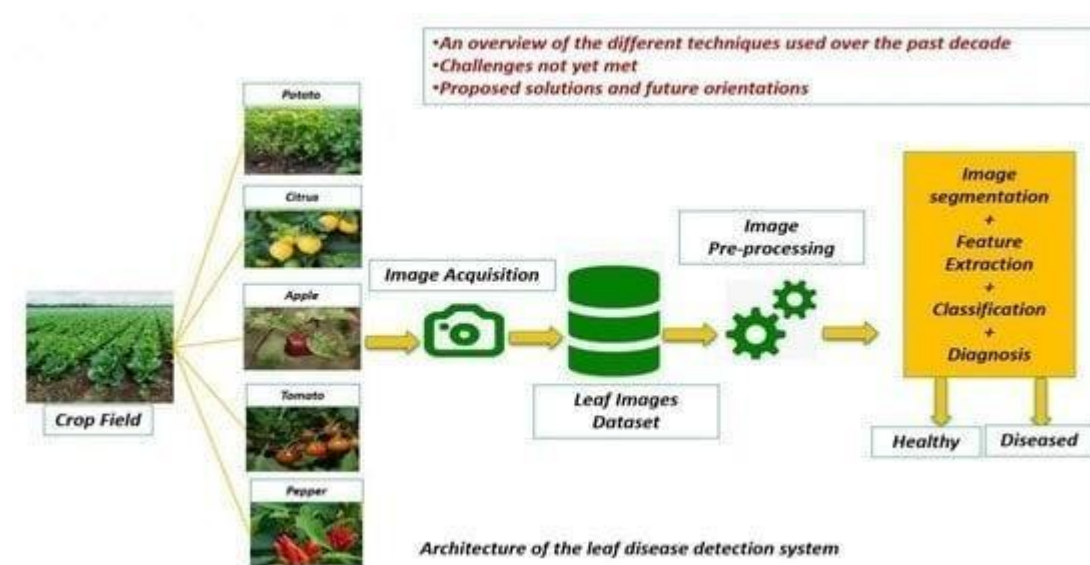 •An overview of the different techniques used over the past decade
•Challenges not yet met
•Proposed solutions and future orientations
Potato
Citrus
Apple
Tomato
Pepper
Crop Field
Image Acquisition
Leaf Images
Dataset
Image
Pre-processing
Image
segmentation
+
Feature
Extraction
+
Classification
+
Diagnosis
Healthy
Diseased
Architecture of the leaf disease detection system